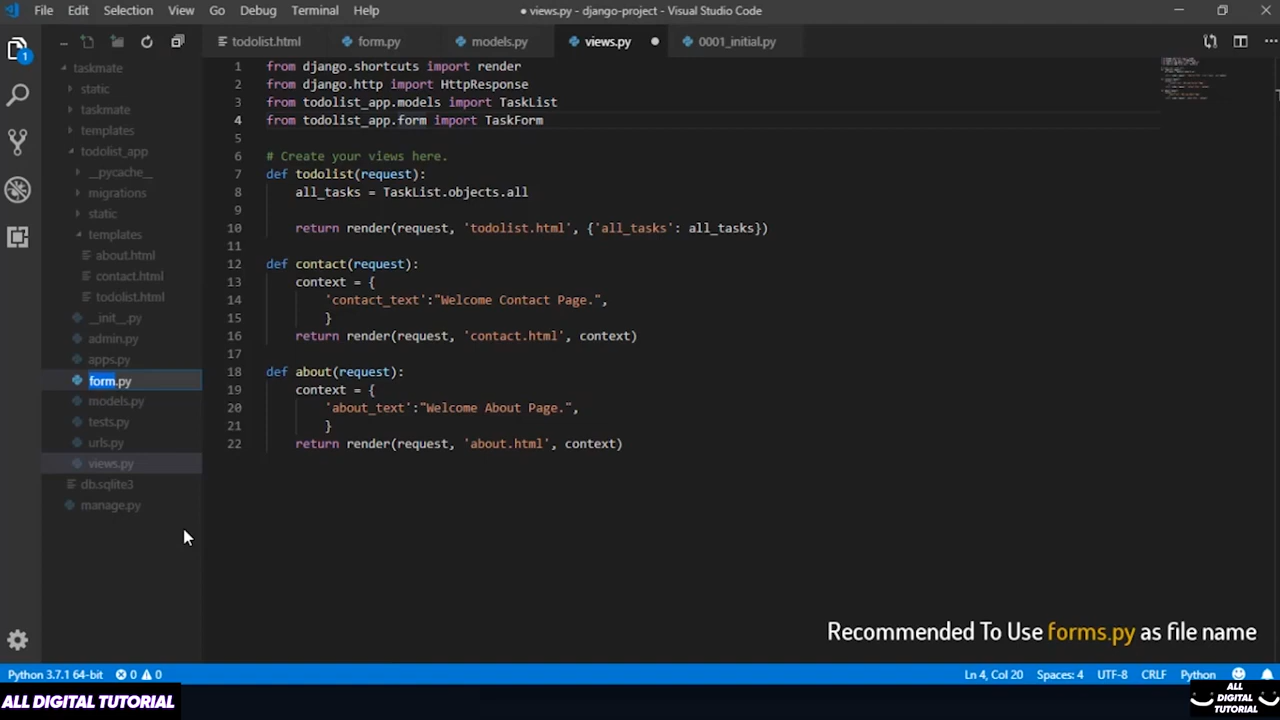 File Edit Selection View Go Debug Terminal Help
● views.py - django-project - Visual Studio Code
todolist.html form.py models.py views.py 0001_initial.py
1
taskmate
static
taskmate
templates
todolist_app
__pycache__
migrations
static
templates
about.html
contact.html
todolist.html
__init__.py
admin.py
apps.py
form.py
models.py
tests.py
urls.py
views.py
db.sqlite3
manage.py
1 from django.shortcuts import render
2 from django.http import HttpResponse
3 from todolist_app.models import TaskList
4 from todolist_app.form import TaskForm
5
6 # Create your views here.
7 def todolist(request):
8 all_tasks = TaskList.objects.all
9
10 return render(request, 'todolist.html', {'all_tasks': all_tasks})
11
12 def contact(request):
13 context = {
14 'contact_text':"Welcome Contact Page.",
15 }
16 return render(request, 'contact.html', context)
17
18 def about(request):
19 context = {
20 'about_text':"Welcome About Page.",
21 }
22 return render(request, 'about.html', context)
Recommended To Use forms.py as file name
Python 3.7.1 64-bit 0 0 Ln 4, Col 20 Spaces: 4 UTF-8 CRLF Python
ALL DIGITAL TUTORIAL
ALL
DIGITAL
TUTORIAL